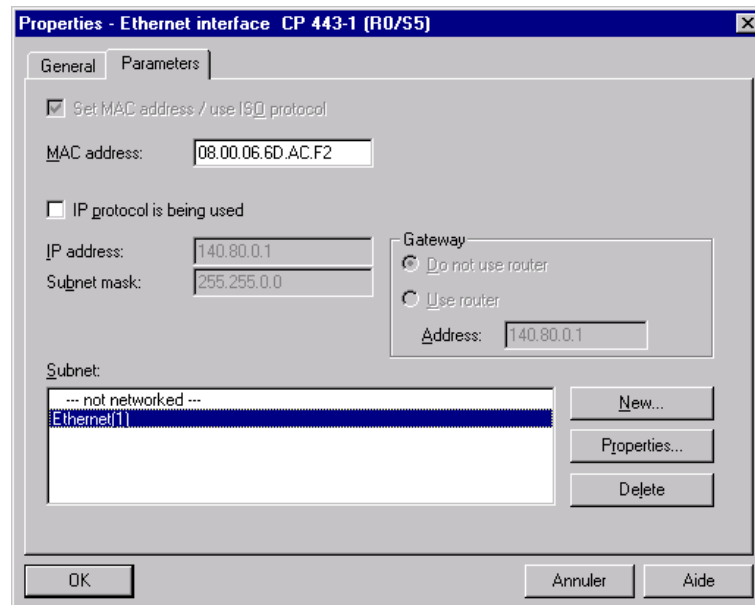 Properties - Ethernet interface CP 443-1 (R0/S5)
General Parameters
Set MAC address / use ISO protocol
MAC address: 08.00.06.6D.AC.F2
IP protocol is being used
IP address: 140.80.0.1
Subnet mask: 255.255.0.0
Gateway
Do not use router
Use router
Address: 140.80.0.1
Subnet:
--- not networked ---
Ethernet(1)
New...
Properties...
Delete
OK Annuler Aide